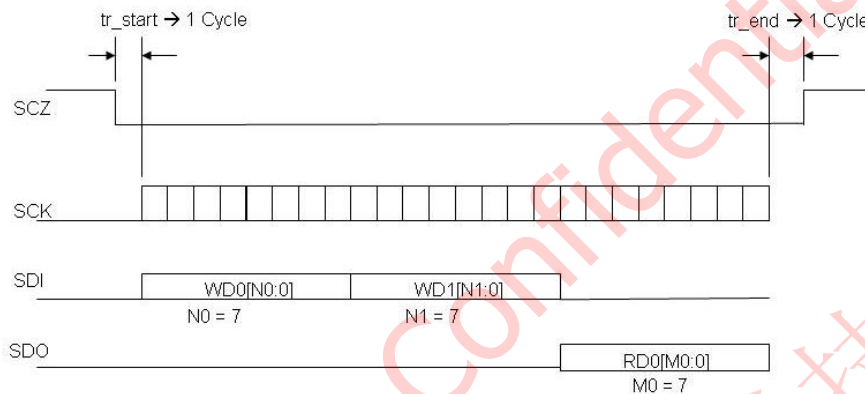 tr_start → 1 Cycle
tr_end → 1 Cycle
SCZ
SCK
SDI
WD0[N0:0]
WD1[N1:0]
N0 = 7
N1 = 7
SDO
RD0[M0:0]
M0 = 7
Confidential